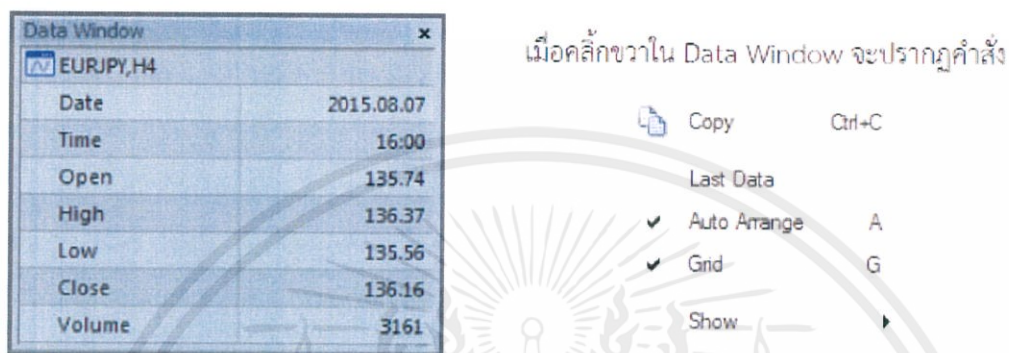 Data Window x
EURJPY,H4
Date 2015.08.07
Time 16:00
Open 135.74
High 136.37
Low 135.56
Close 136.16
Volume 3161
เมื่อคลิ๊กขวาใน Data Window จะปรากฏคำสั่ง
Copy Ctrl+C
Last Data
Auto Arrange A
Grid G
Show